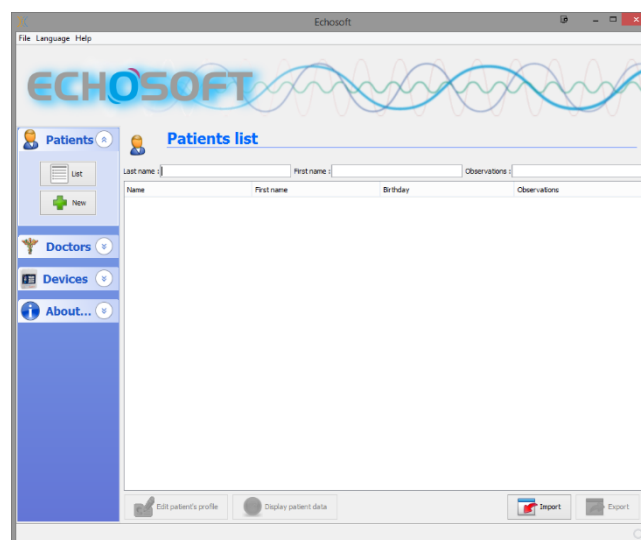 Echosoft
File Language Help
ECHOSOFT
Patients
List
New
Doctors
Devices
About...
Patients list
Last name : First name : Observations :
Name First name Birthday Observations
Edit patient's profile Display patient data Import Export